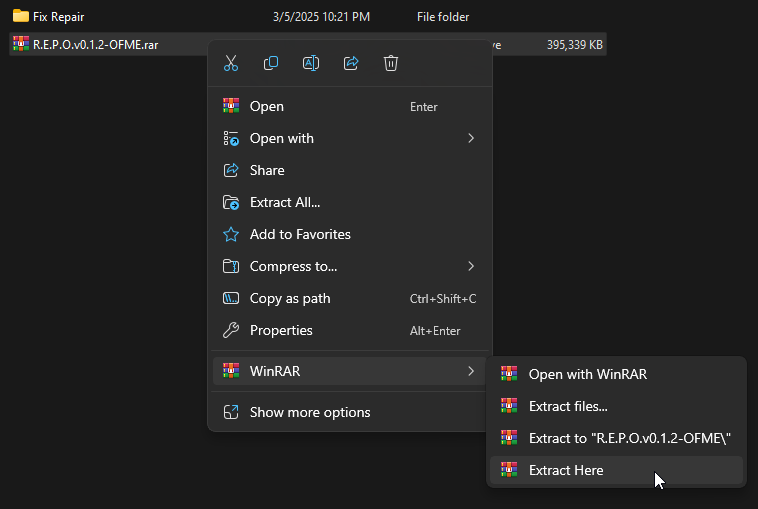 Fix Repair 3/5/2025 10:21 PM File folder
R.E.P.O.v0.1.2-OFME.rar ve 395,339 KB
Open Enter
Open with
Share
Extract All...
Add to Favorites
Compress to...
Copy as path Ctrl+Shift+C
Properties Alt+Enter
WinRAR
Show more options
Open with WinRAR
Extract files...
Extract to "R.E.P.O.v0.1.2-OFME\"
Extract Here